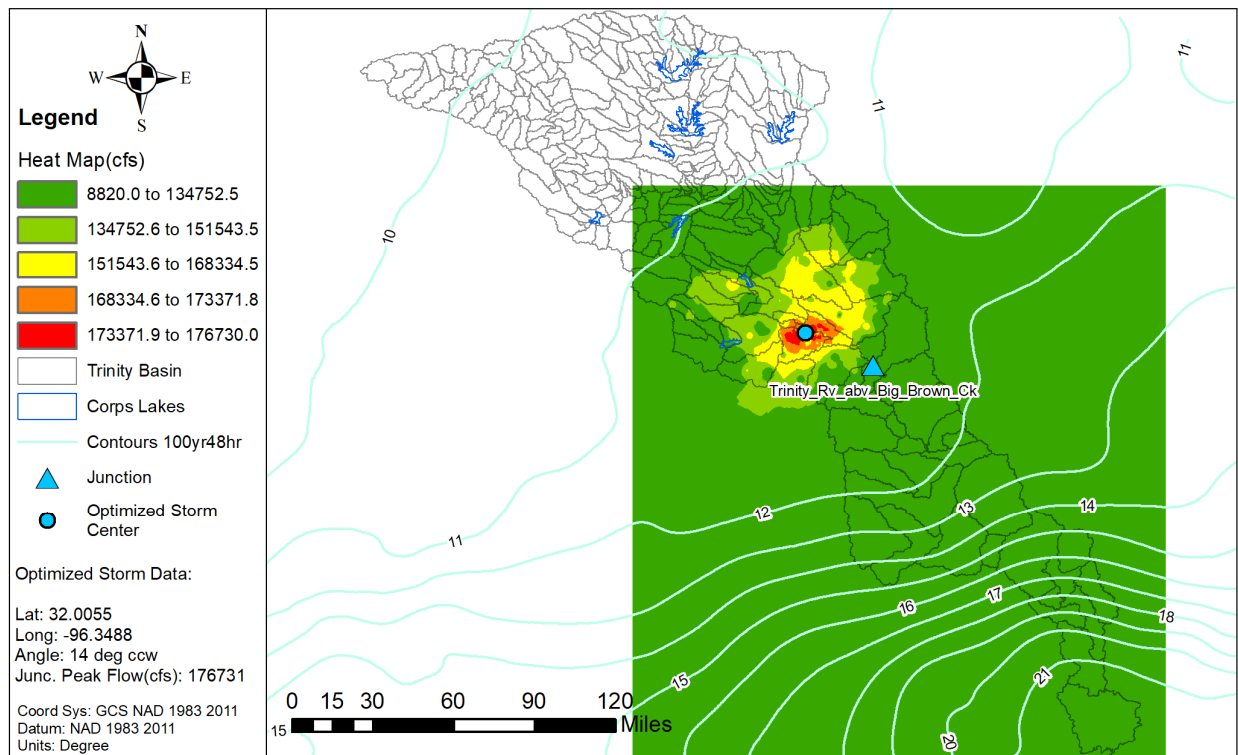 N
W E
S
Legend
Heat Map(cfs)
8820.0 to 134752.5
134752.6 to 151543.5
151543.6 to 168334.5
168334.6 to 173371.8
173371.9 to 176730.0
Trinity Basin
Corps Lakes
Contours 100yr48hr
Junction
Optimized Storm
Center
Optimized Storm Data:
Lat: 32.0055
Long: -96.3488
Angle: 14 deg ccw
Junc. Peak Flow(cfs): 176731
Coord Sys: GCS NAD 1983 2011
Datum: NAD 1983 2011
Units: Degree
11
11
10
Trinity_Rv_abv_Big_Brown_Ck
12
13
14
11
16
17
18
15
21
20
15
0 15 30 60 90 120
Miles